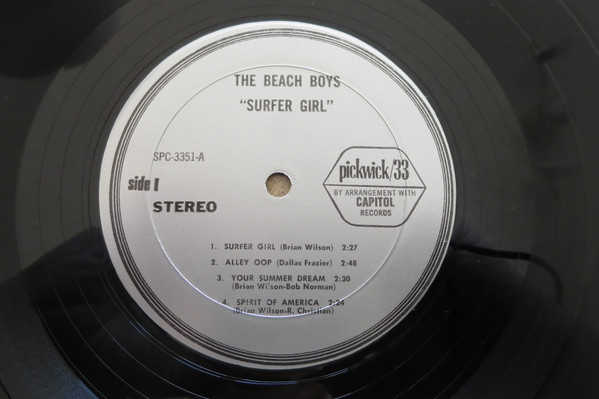 THE BEACH BOYS
"SURFER GIRL"
SPC-3351-A
side 1
STEREO
pickwick/33
BY ARRANGEMENT WITH
CAPITOL
RECORDS
1. SURFER GIRL (Brian Wilson) 2:27
2. ALLEY OOP (Dallas Frazier) 2:48
3. YOUR SUMMER DREAM 2:30
(Brian Wilson-Bob Norman)
4. SPIRIT OF AMERICA 2:24
(Brian Wilson-R. Christian)